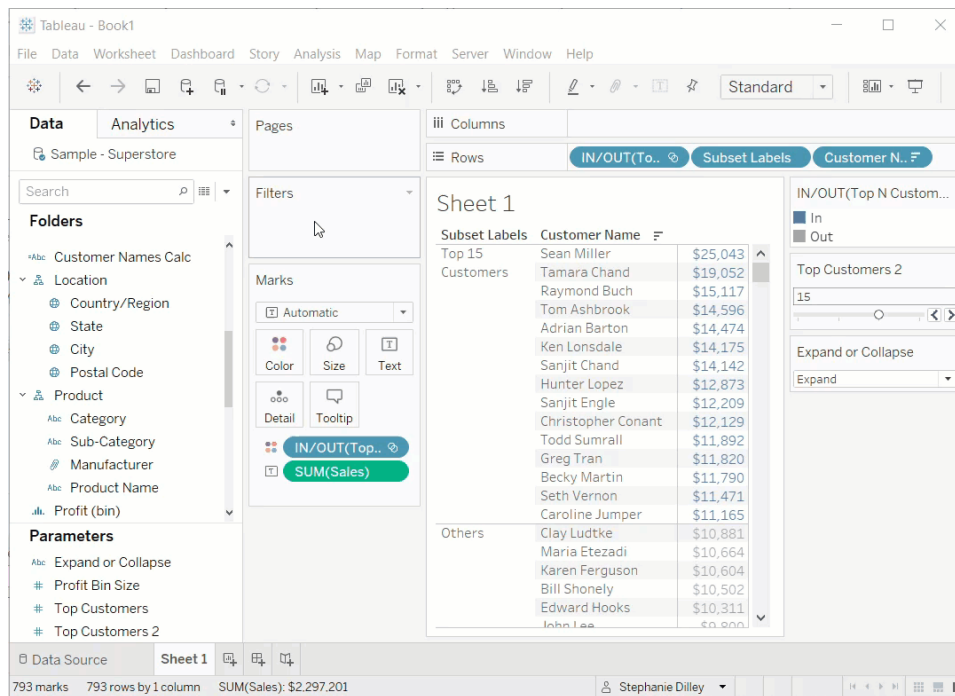 Tableau - Book1
File Data Worksheet Dashboard Story Analysis Map Format Server Window Help
Standard
Data Analytics
Sample - Superstore
Search
Folders
Abc Customer Names Calc
Location
Country/Region
State
City
Postal Code
Product
Abc Category
Abc Sub-Category
Manufacturer
Abc Product Name
Profit (bin)
Parameters
Abc Expand or Collapse
# Profit Bin Size
# Top Customers
# Top Customers 2
Pages
Filters
Marks
T Automatic
Color Size Text
Detail Tooltip
IN/OUT(Top..
SUM(Sales)
Columns
Rows IN/OUT(To.. Subset Labels Customer N..
Sheet 1
Subset Labels Customer Name
Top 15 Sean Miller $25,043
Customers Tamara Chand $19,052
Raymond Buch $15,117
Tom Ashbrook $14,596
Adrian Barton $14,474
Ken Lonsdale $14,175
Sanjit Chand $14,142
Hunter Lopez $12,873
Sanjit Engle $12,209
Christopher Conant $12,129
Todd Sumrall $11,892
Greg Tran $11,820
Becky Martin $11,790
Seth Vernon $11,471
Caroline Jumper $11,165
Others Clay Ludtke $10,881
Maria Etezadi $10,664
Karen Ferguson $10,604
Bill Shonely $10,502
Edward Hooks $10,311
John Lee $9,800
IN/OUT(Top N Custom...
In
Out
Top Customers 2
15
Expand or Collapse
Expand
Data Source Sheet 1
793 marks 793 rows by 1 column SUM(Sales): $2,297,201 Stephanie Dilley